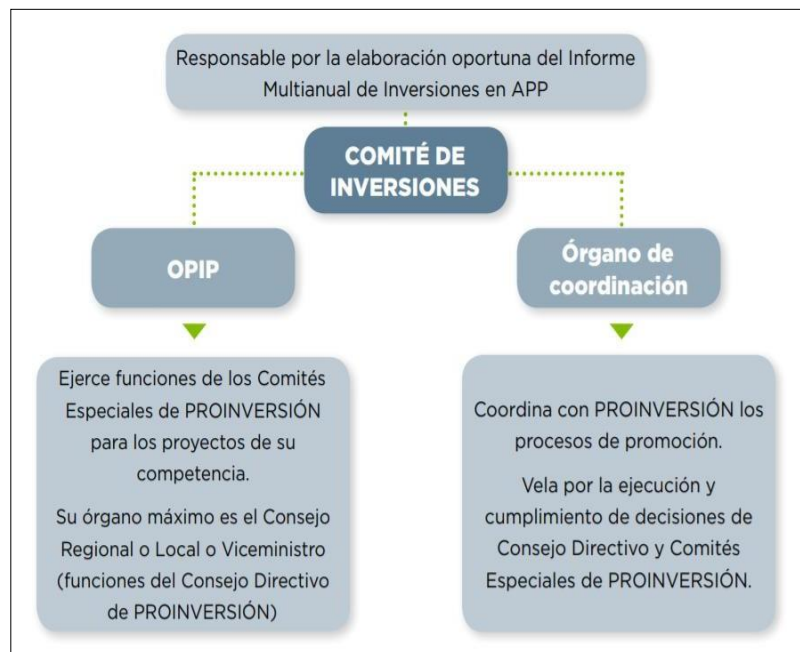 Responsable por la elaboración oportuna del Informe
Multianual de Inversiones en APP
COMITÉ DE
INVERSIONES
OPIP
Ejerce funciones de los Comités
Especiales de PROINVERSIÓN
para los proyectos de su
competencia.
Su órgano máximo es el Consejo
Regional o Local o Viceministro
(funciones del Consejo Directivo
de PROINVERSIÓN)
Órgano de
coordinación
Coordina con PROINVERSIÓN los
procesos de promoción.
Vela por la ejecución y
cumplimiento de decisiones de
Consejo Directivo y Comités
Especiales de PROINVERSIÓN.